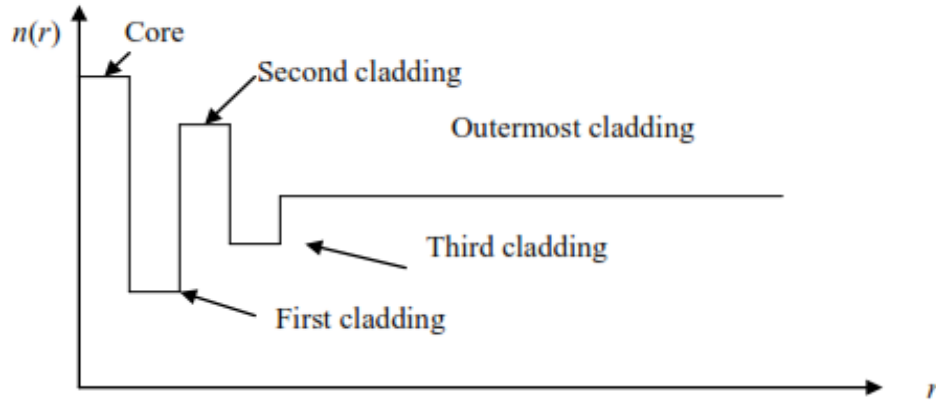 n(r)
Core
Second cladding
Outermost cladding
Third cladding
First cladding
r